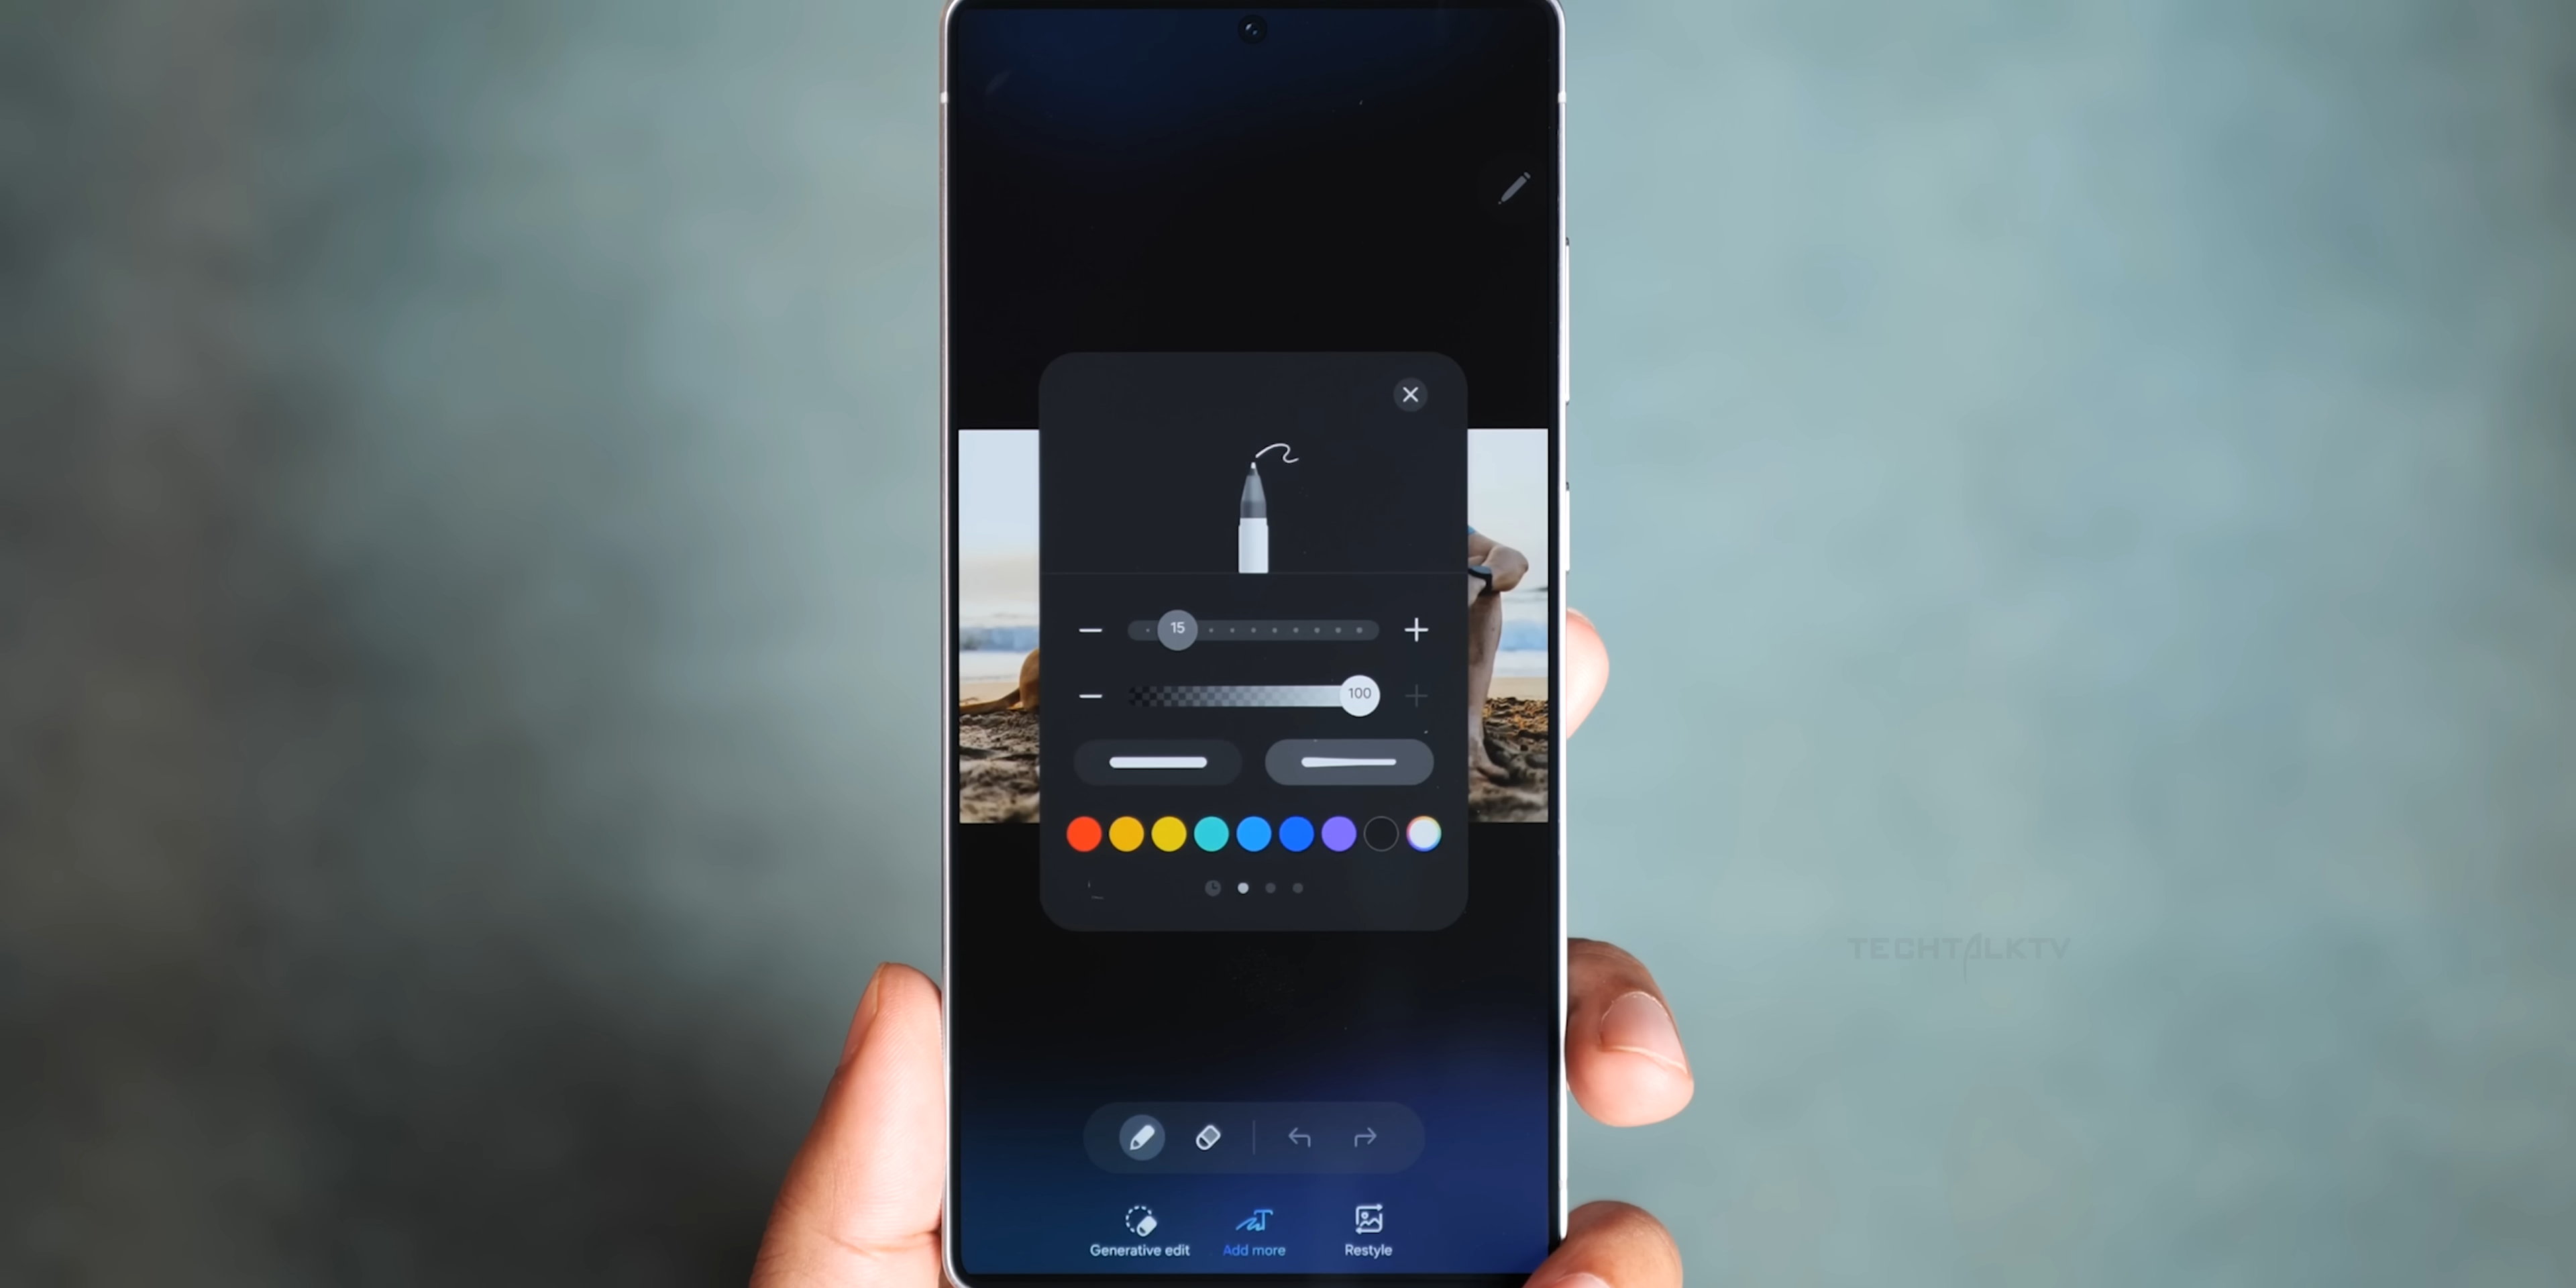 15
100
TECHTALKTV
Generative edit
Add more
Restyle